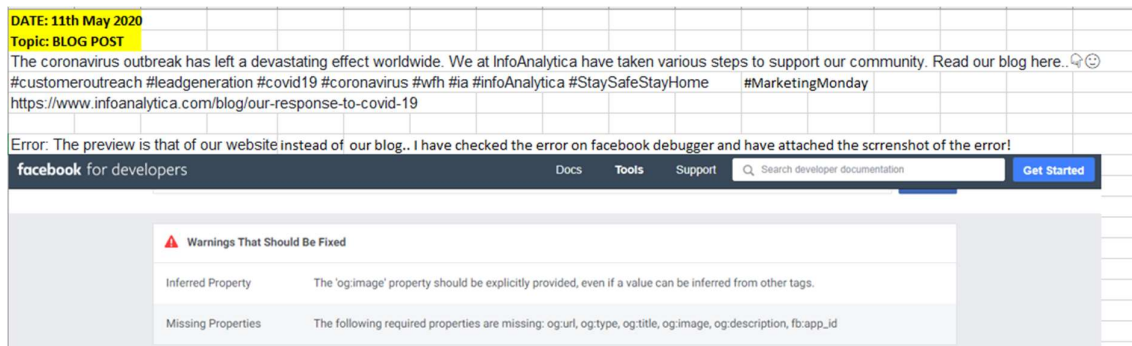 DATE: 11th May 2020
Topic: BLOG POST
The coronavirus outbreak has left a devastating effect worldwide. We at InfoAnalytica have taken various steps to support our community. Read our blog here..👇🙂
#customeroutreach #leadgeneration #covid19 #coronavirus #wfh #ia #infoAnalytica #StaySafeStayHome #MarketingMonday
https://www.infoanalytica.com/blog/our-response-to-covid-19
Error: The preview is that of our website instead of our blog.. I have checked the error on facebook debugger and have attached the scrrenshot of the error!
facebook for developers Docs Tools Support Search developer documentation Get Started
Warnings That Should Be Fixed
Inferred Property The 'og:image' property should be explicitly provided, even if a value can be inferred from other tags.
Missing Properties The following required properties are missing: og:url, og:type, og:title, og:image, og:description, fb:app_id